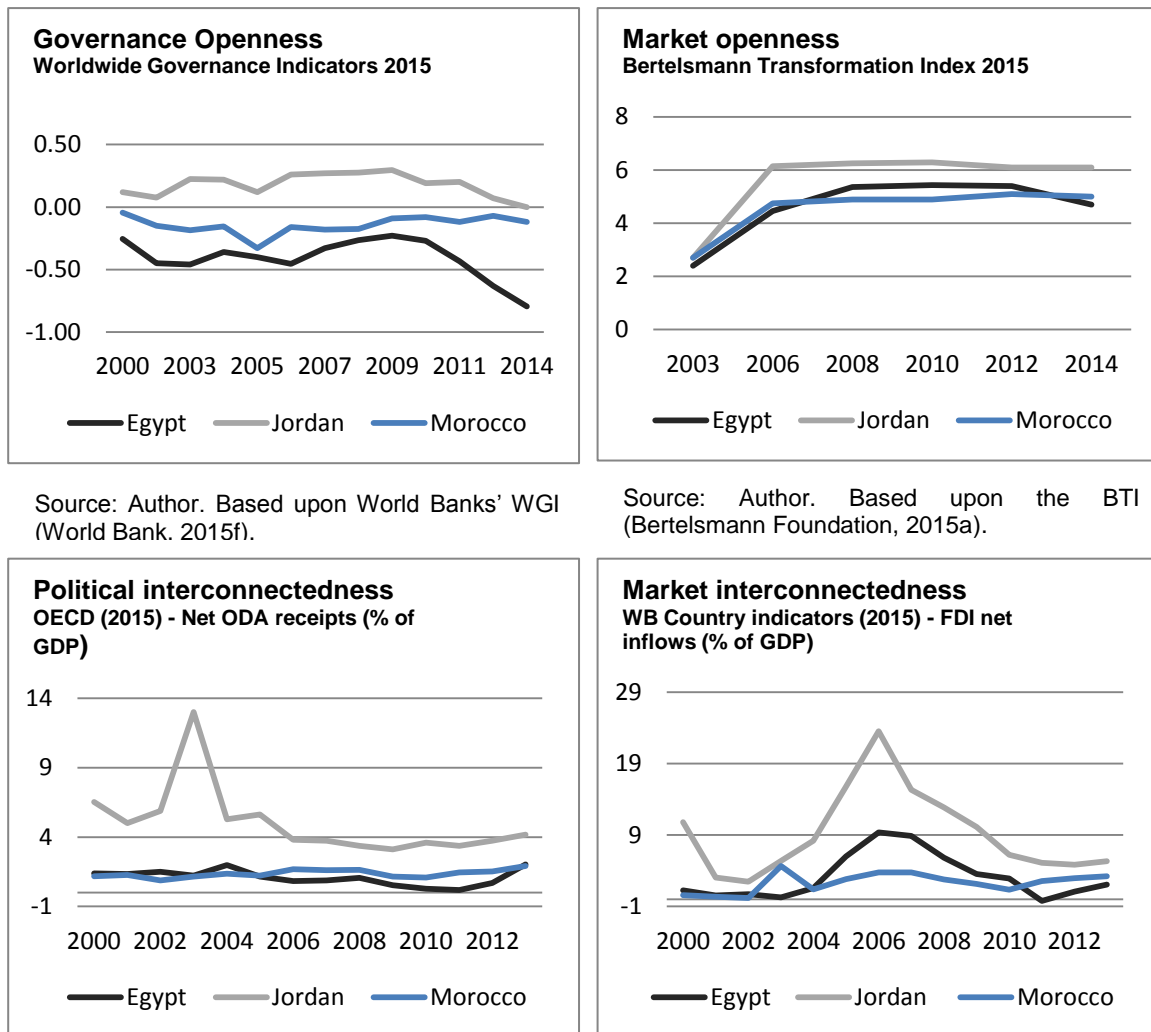 Governance Openness
Worldwide Governance Indicators 2015
0.50
0.00
-0.50
-1.00
2000 2003 2005 2007 2009 2011 2014
Egypt Jordan Morocco
Source: Author. Based upon World Banks’ WGI
(World Bank. 2015f).
Market openness
Bertelsmann Transformation Index 2015
8
6
4
2
0
2003 2006 2008 2010 2012 2014
Egypt Jordan Morocco
Source: Author. Based upon the BTI
(Bertelsmann Foundation, 2015a).
Political interconnectedness
OECD (2015) - Net ODA receipts (% of
GDP)
14
9
4
-1
2000 2002 2004 2006 2008 2010 2012
Egypt Jordan Morocco
Market interconnectedness
WB Country indicators (2015) - FDI net
inflows (% of GDP)
29
19
9
-1
2000 2002 2004 2006 2008 2010 2012
Egypt Jordan Morocco